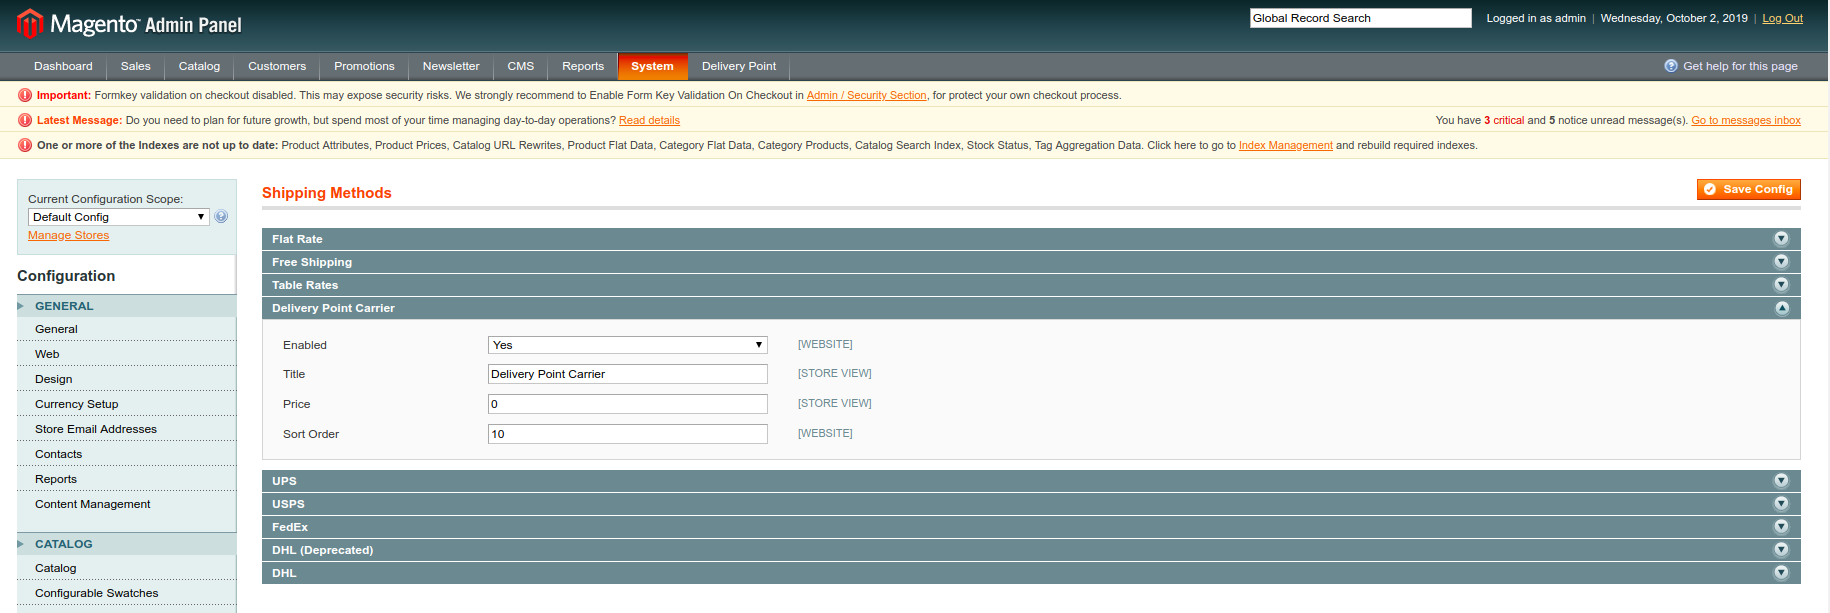 Magento™ Admin Panel
Global Record Search
Logged in as admin | Wednesday, October 2, 2019 | Log Out
Dashboard Sales Catalog Customers Promotions Newsletter CMS Reports System Delivery Point
Get help for this page
Important: Formkey validation on checkout disabled. This may expose security risks. We strongly recommend to Enable Form Key Validation On Checkout in Admin / Security Section, for protect your own checkout process.
Latest Message: Do you need to plan for future growth, but spend most of your time managing day-to-day operations? Read details
You have 3 critical and 5 notice unread message(s). Go to messages inbox
One or more of the Indexes are not up to date: Product Attributes, Product Prices, Catalog URL Rewrites, Product Flat Data, Category Flat Data, Category Products, Catalog Search Index, Stock Status, Tag Aggregation Data. Click here to go to Index Management and rebuild required indexes.
Current Configuration Scope:
Default Config
Manage Stores
Configuration
GENERAL
General
Web
Design
Currency Setup
Store Email Addresses
Contacts
Reports
Content Management
CATALOG
Catalog
Configurable Swatches
Shipping Methods
Save Config
Flat Rate
Free Shipping
Table Rates
Delivery Point Carrier
Enabled Yes [WEBSITE]
Title Delivery Point Carrier [STORE VIEW]
Price 0 [STORE VIEW]
Sort Order 10 [WEBSITE]
UPS
USPS
FedEx
DHL (Deprecated)
DHL